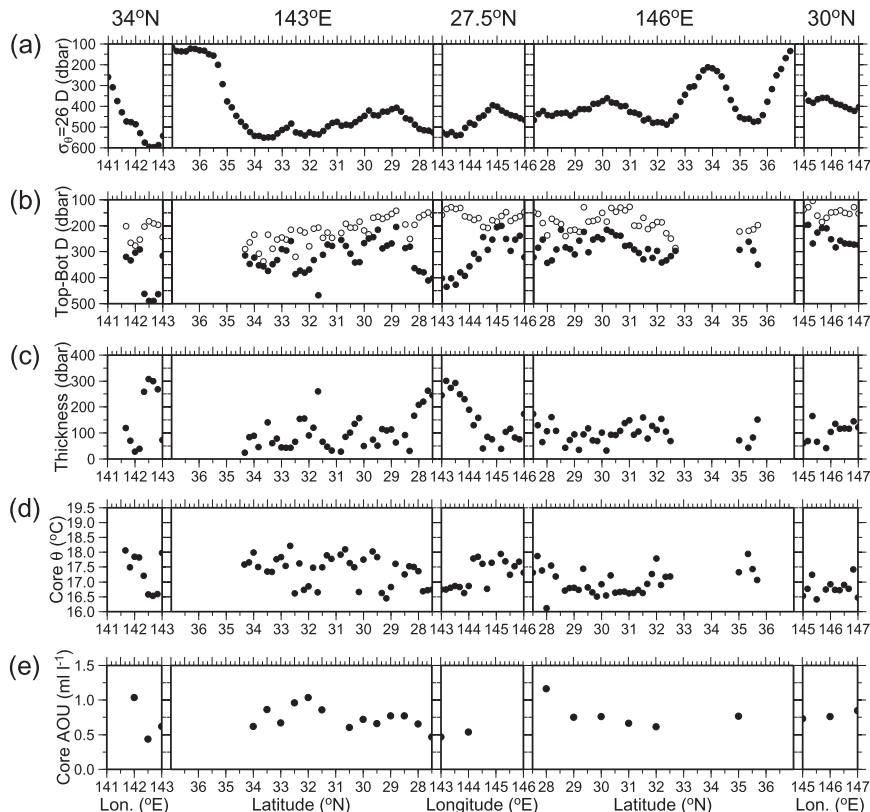 34°N 143°E 27.5°N 146°E 30°N
(a)
σθ=26 D (dbar)
100
200
300
400
500
600
141 142 143 36 35 34 33 32 31 30 29 28 143 144 145 146 28 29 30 31 32 33 34 35 36 145 146 147
(b)
Top-Bot D (dbar)
100
200
300
400
500
141 142 143 36 35 34 33 32 31 30 29 28 143 144 145 146 28 29 30 31 32 33 34 35 36 145 146 147
(c)
Thickness (dbar)
400
300
200
100
0
141 142 143 36 35 34 33 32 31 30 29 28 143 144 145 146 28 29 30 31 32 33 34 35 36 145 146 147
(d)
Core θ (°C)
19.5
19.0
18.5
18.0
17.5
17.0
16.5
16.0
141 142 143 36 35 34 33 32 31 30 29 28 143 144 145 146 28 29 30 31 32 33 34 35 36 145 146 147
(e)
Core AOU (ml l⁻¹)
1.5
1.0
0.5
0.0
141 142 143 36 35 34 33 32 31 30 29 28 143 144 145 146 28 29 30 31 32 33 34 35 36 145 146 147
Lon. (°E) Latitude (°N) Longitude (°E) Latitude (°N) Lon. (°E)